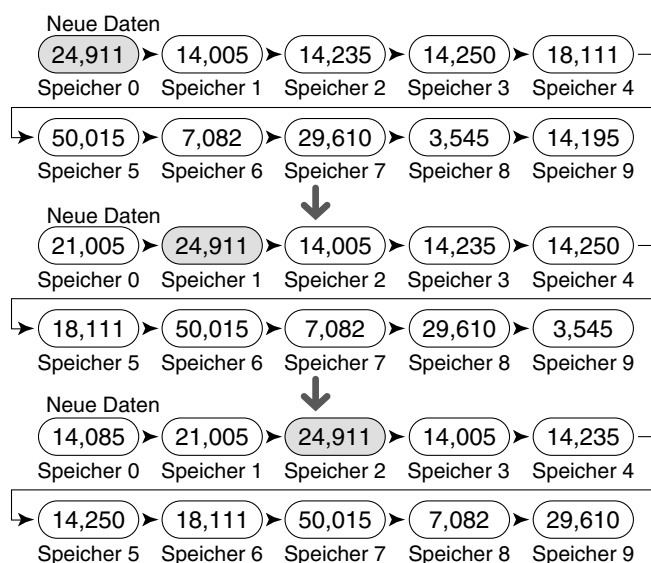 Neue Daten
24,911 14,005 14,235 14,250 18,111
Speicher 0 Speicher 1 Speicher 2 Speicher 3 Speicher 4
50,015 7,082 29,610 3,545 14,195
Speicher 5 Speicher 6 Speicher 7 Speicher 8 Speicher 9
Neue Daten
21,005 24,911 14,005 14,235 14,250
Speicher 0 Speicher 1 Speicher 2 Speicher 3 Speicher 4
18,111 50,015 7,082 29,610 3,545
Speicher 5 Speicher 6 Speicher 7 Speicher 8 Speicher 9
Neue Daten
14,085 21,005 24,911 14,005 14,235
Speicher 0 Speicher 1 Speicher 2 Speicher 3 Speicher 4
14,250 18,111 50,015 7,082 29,610
Speicher 5 Speicher 6 Speicher 7 Speicher 8 Speicher 9